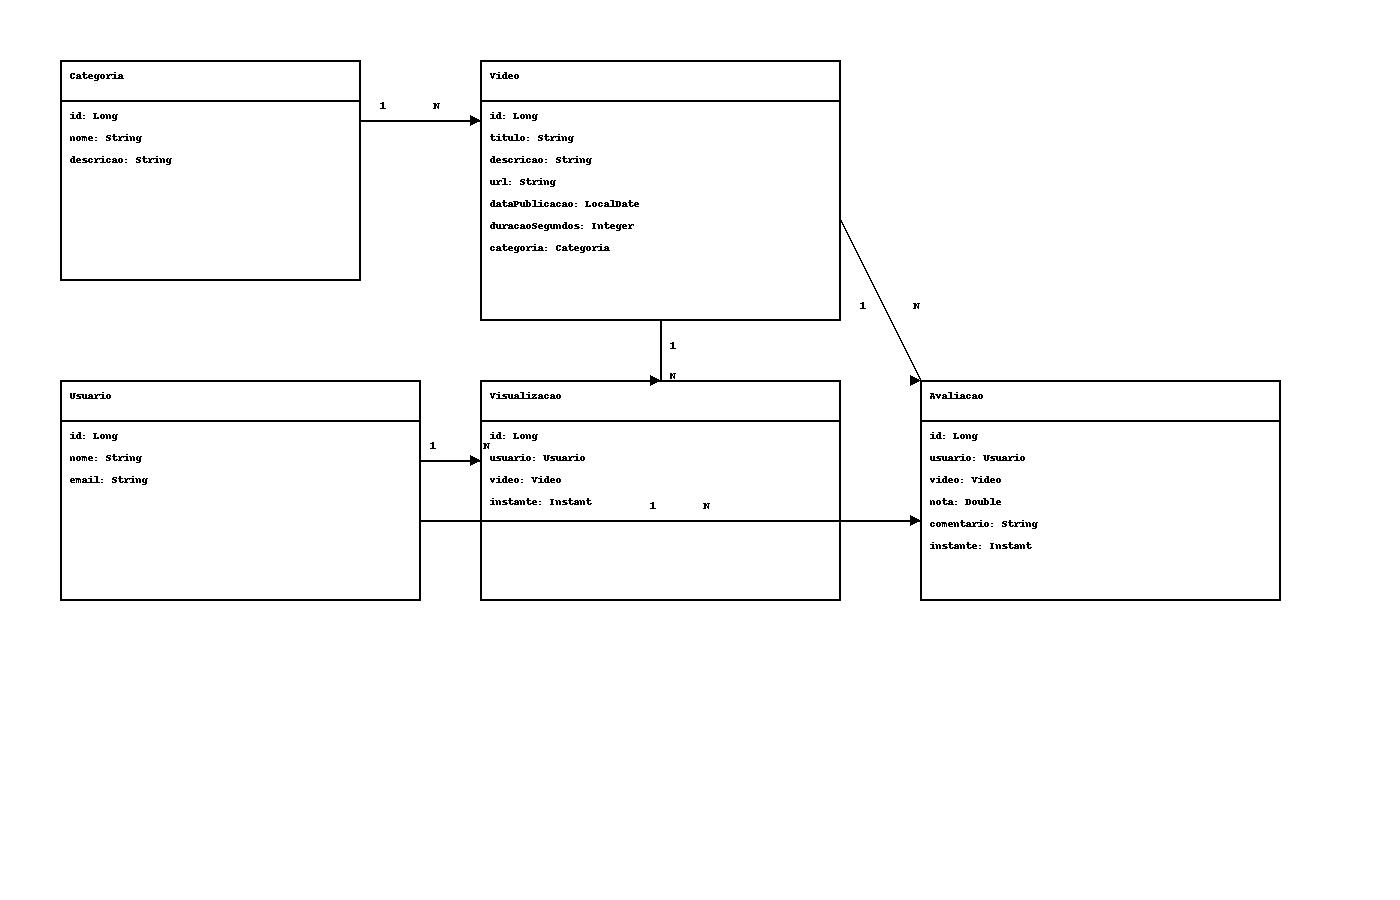 Categoria
id: Long
nome: String
descricao: String
1 N
Video
id: Long
titulo: String
descricao: String
url: String
dataPublicacao: LocalDate
duracaoSegundos: Integer
categoria: Categoria
1 N
1
N
Usuario
id: Long
nome: String
email: String
1 N
Visualizacao
id: Long
usuario: Usuario
video: Video
instante: Instant
1 N
Avaliacao
id: Long
usuario: Usuario
video: Video
nota: Double
comentario: String
instante: Instant